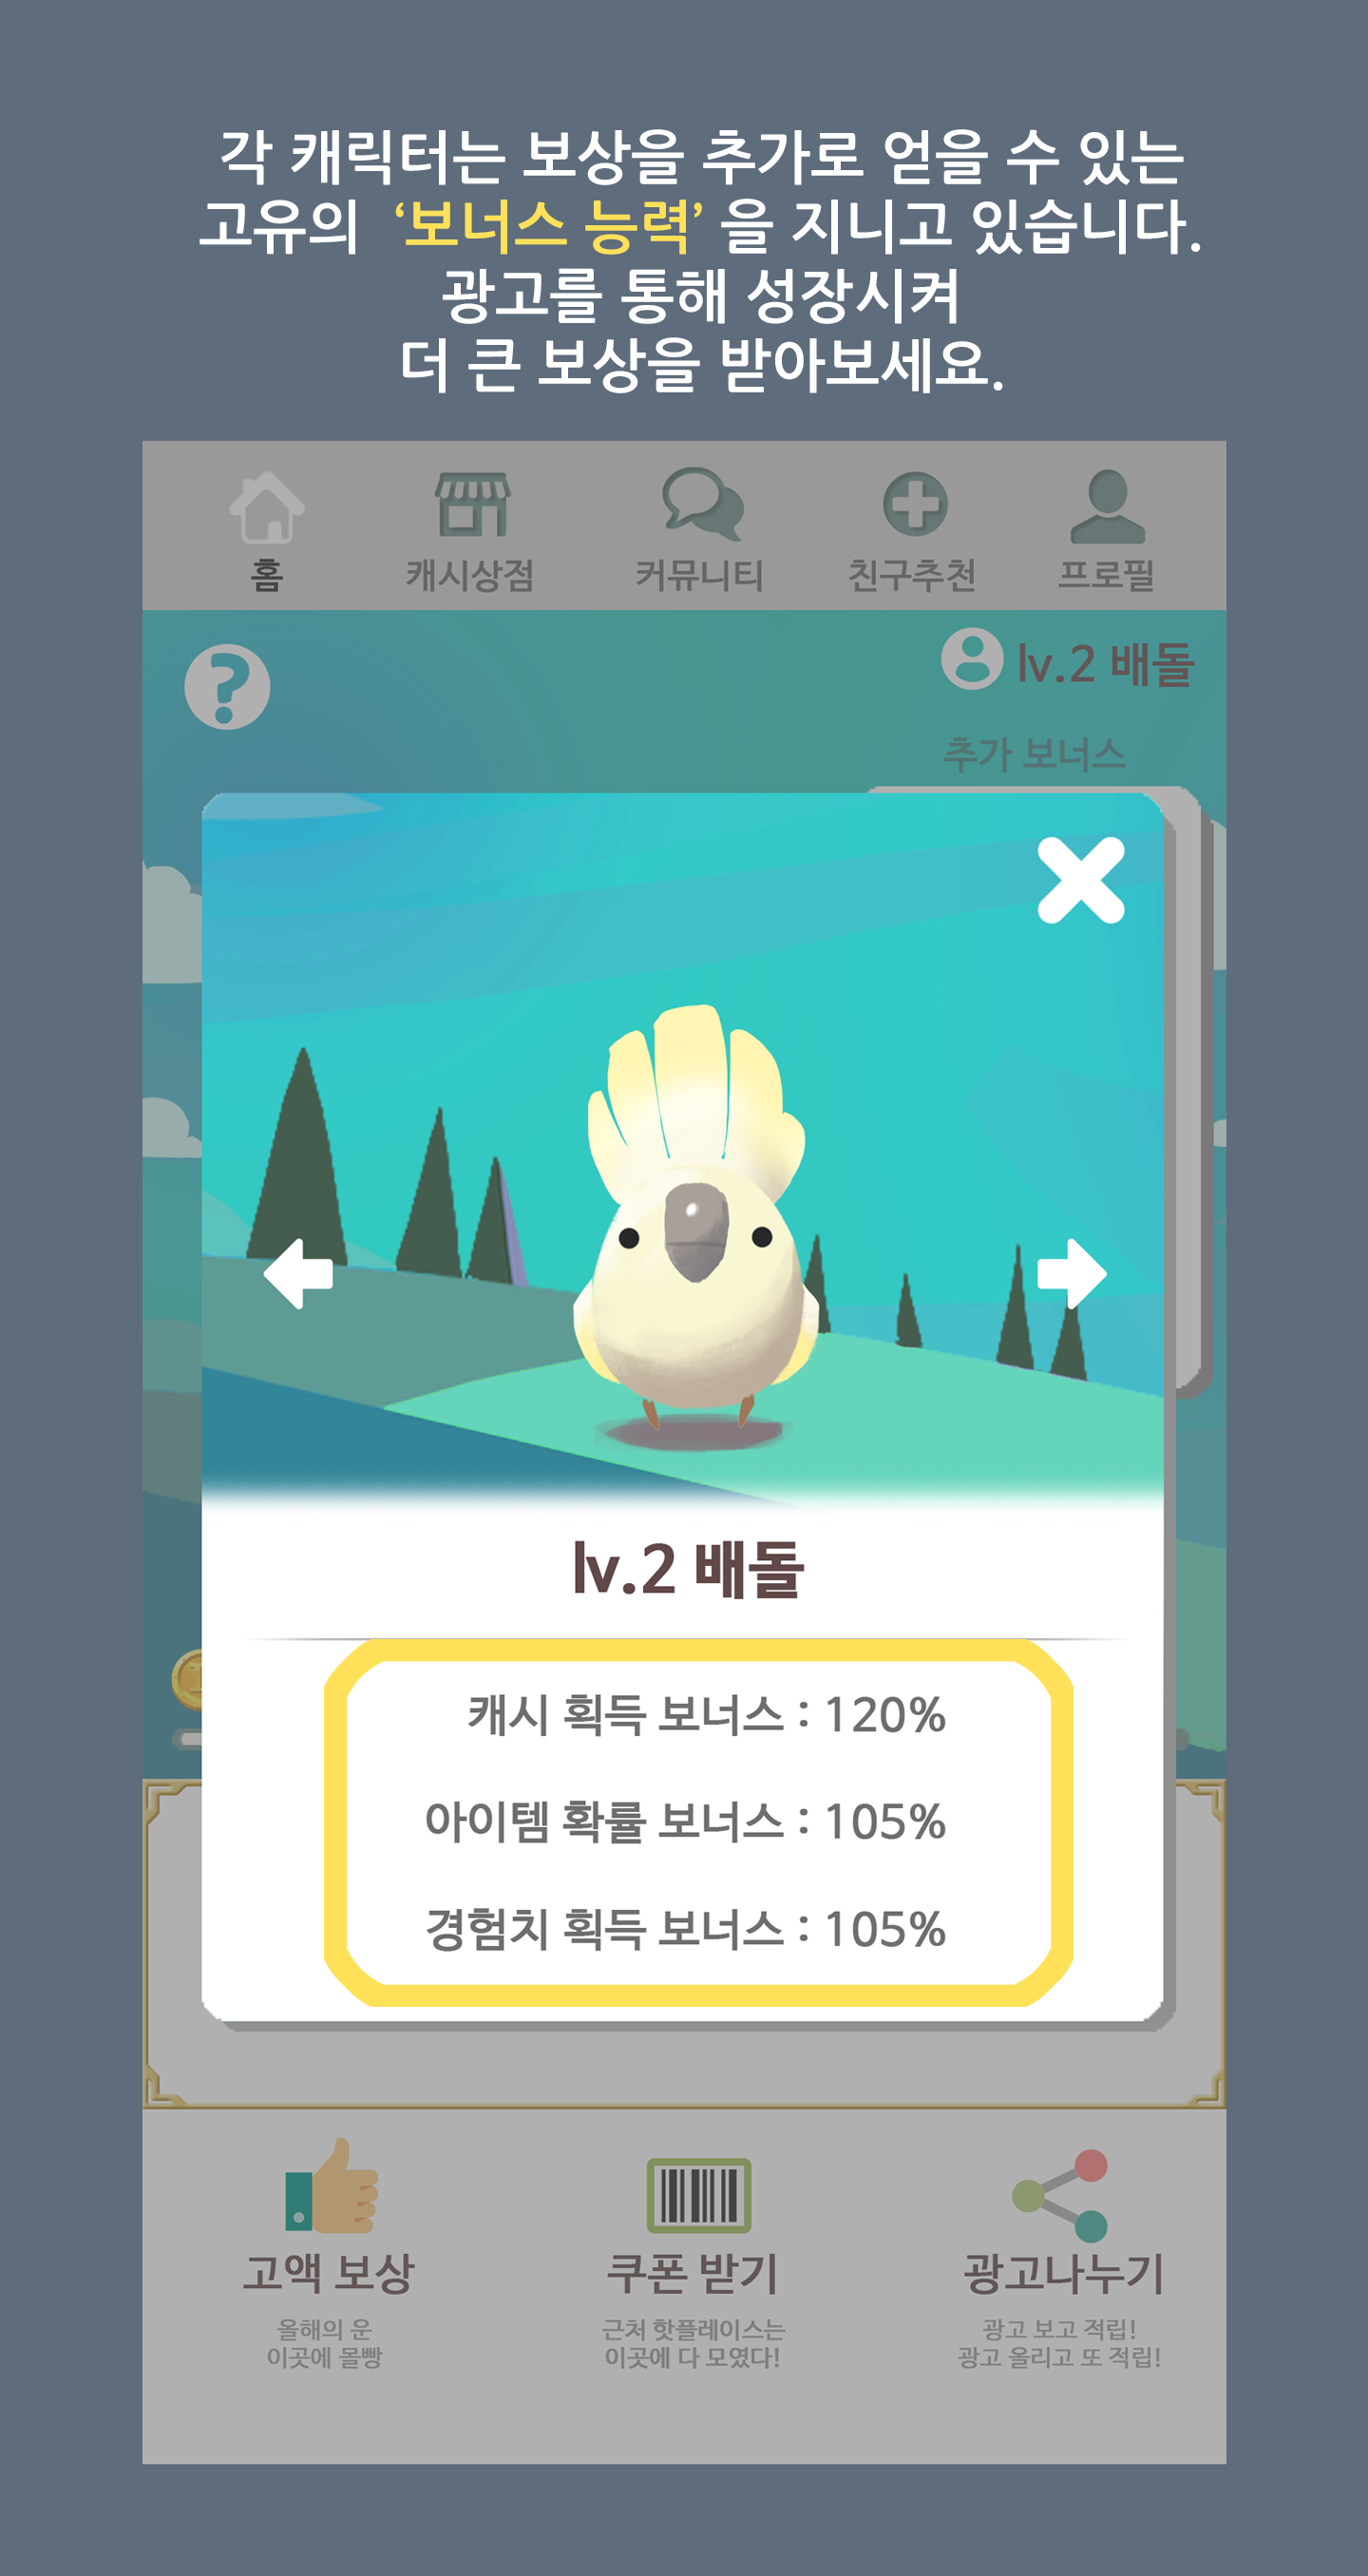 각 캐릭터는 보상을 추가로 얻을 수 있는
고유의 ‘보너스 능력’ 을 지니고 있습니다.
광고를 통해 성장시켜
더 큰 보상을 받아보세요.
홈 캐시상점 커뮤니티 친구추천 프로필
? lv.2 배돌
추가 보너스
lv.2 배돌
캐시 획득 보너스 : 120%
아이템 확률 보너스 : 105%
경험치 획득 보너스 : 105%
고액 보상 쿠폰 받기 광고나누기
올해의 운 근처 핫플레이스는 광고 보고 적립!
이곳에 몰빵 이곳에 다 모였다! 광고 올리고 또 적립!